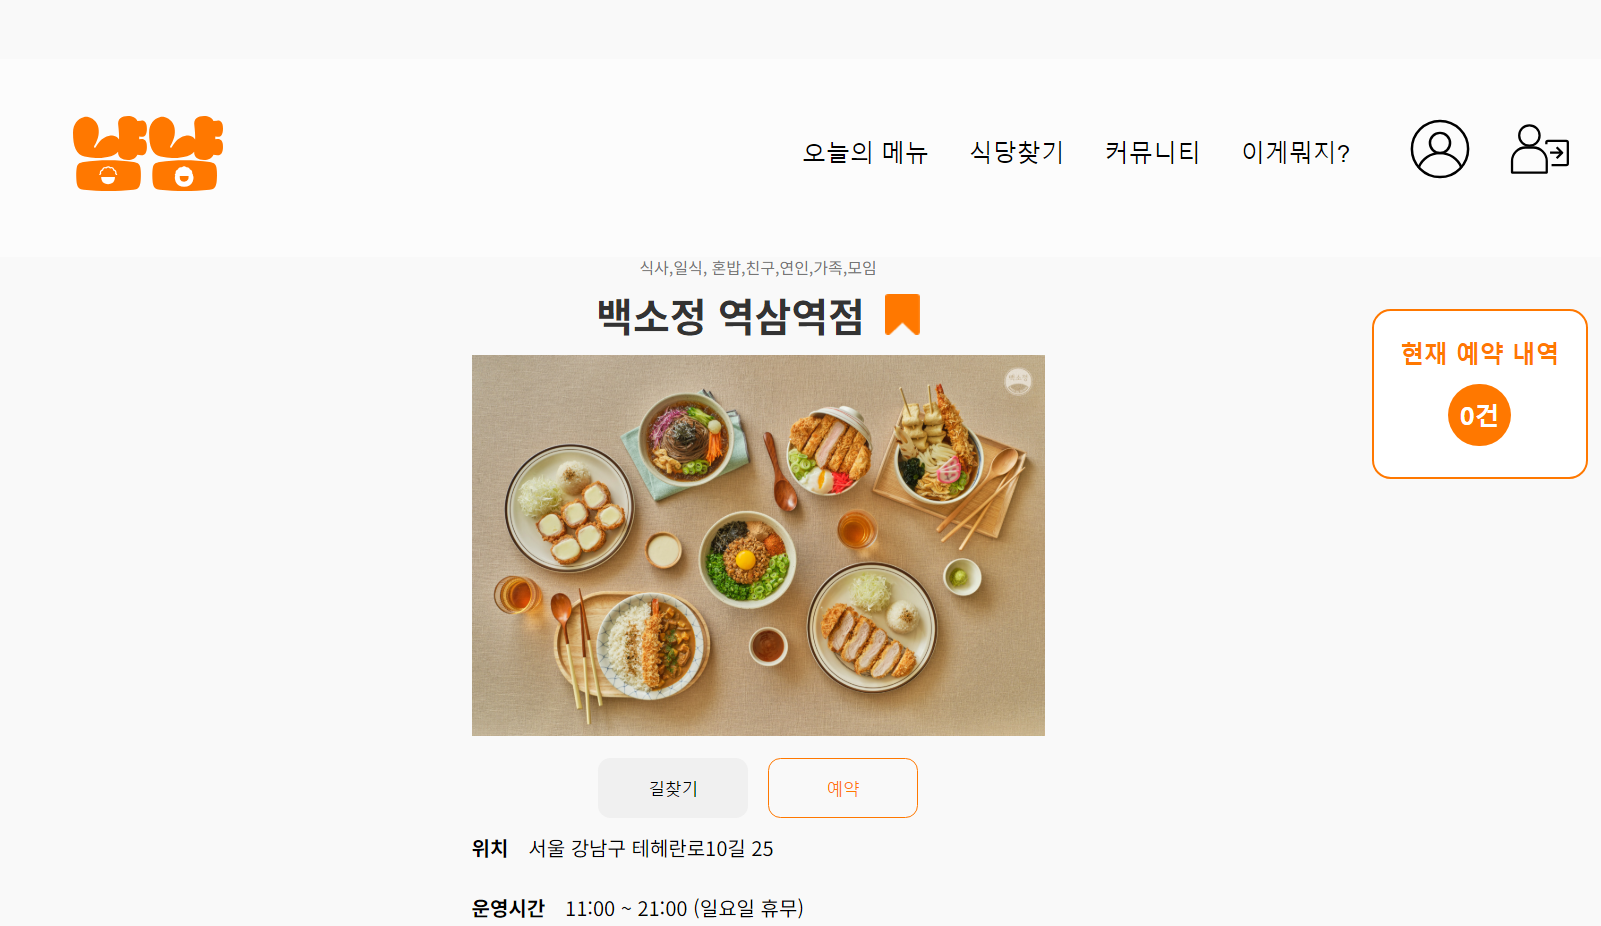 냠냠
오늘의 메뉴 식당찾기 커뮤니티 이게뭐지?
식사,일식, 혼밥,친구,연인,가족,모임
백소정 역삼역점
현재 예약 내역
0건
백소정
길찾기 예약
위치 서울 강남구 테헤란로10길 25
운영시간 11:00 ~ 21:00 (일요일 휴무)